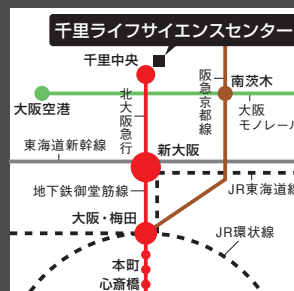 千里ライフサイエンスセンター
千里中央
阪急京都線
南茨木
大阪空港
北大阪急行
大阪
モノレール
東海道新幹線
新大阪
地下鉄御堂筋線
JR東海道線
大阪・梅田
JR環状線
本町
心斎橋